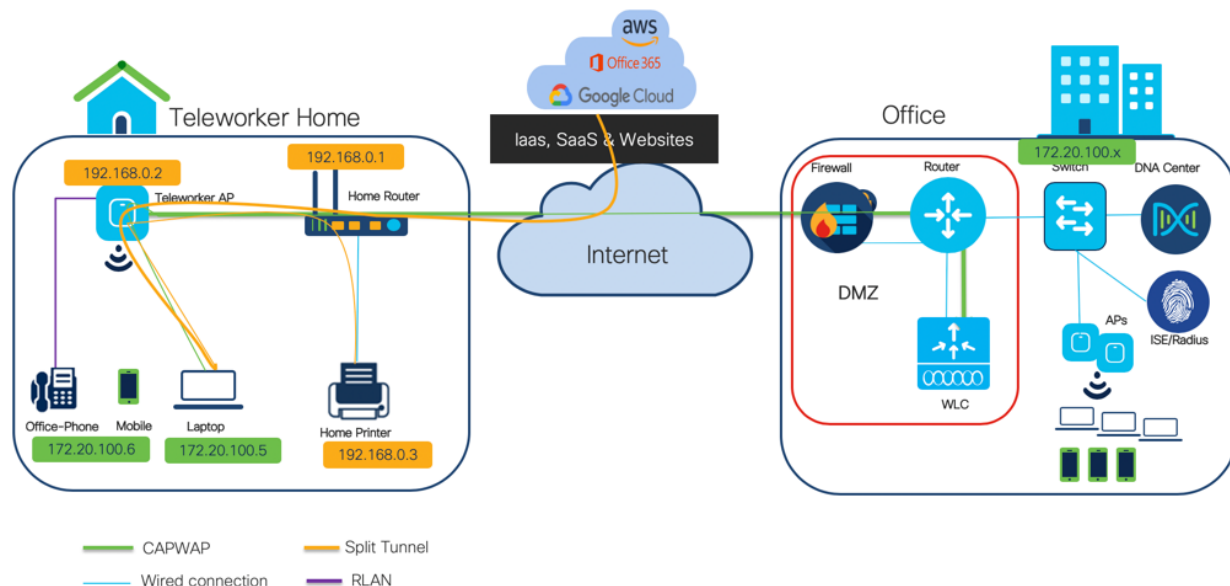 aws
Office 365
Google Cloud
Teleworker Home
Iaas, SaaS & Websites
Office
192.168.0.1
172.20.100.x
192.168.0.2
Teleworker AP
Home Router
Firewall
Router
Switch
DNA Center
Internet
DMZ
APs
ISE/Radius
WLC
Office-Phone
Mobile
Laptop
Home Printer
172.20.100.6
172.20.100.5
192.168.0.3
CAPWAP
Split Tunnel
Wired connection
RLAN